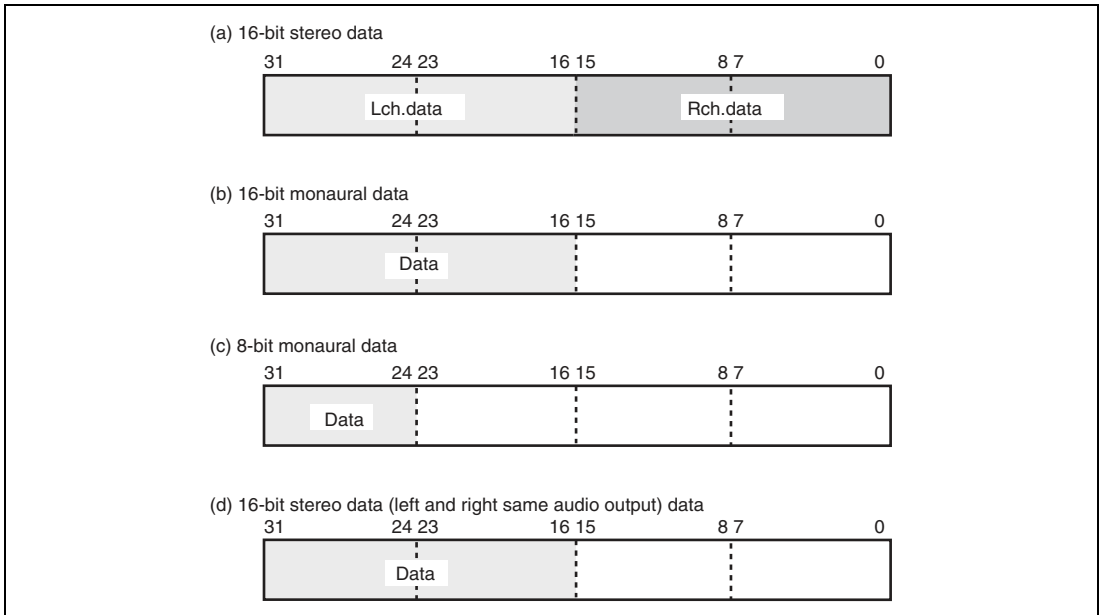 (a) 16-bit stereo data
31 24 23 16 15 8 7 0
Lch.data Rch.data
(b) 16-bit monaural data
31 24 23 16 15 8 7 0
Data
(c) 8-bit monaural data
31 24 23 16 15 8 7 0
Data
(d) 16-bit stereo data (left and right same audio output) data
31 24 23 16 15 8 7 0
Data